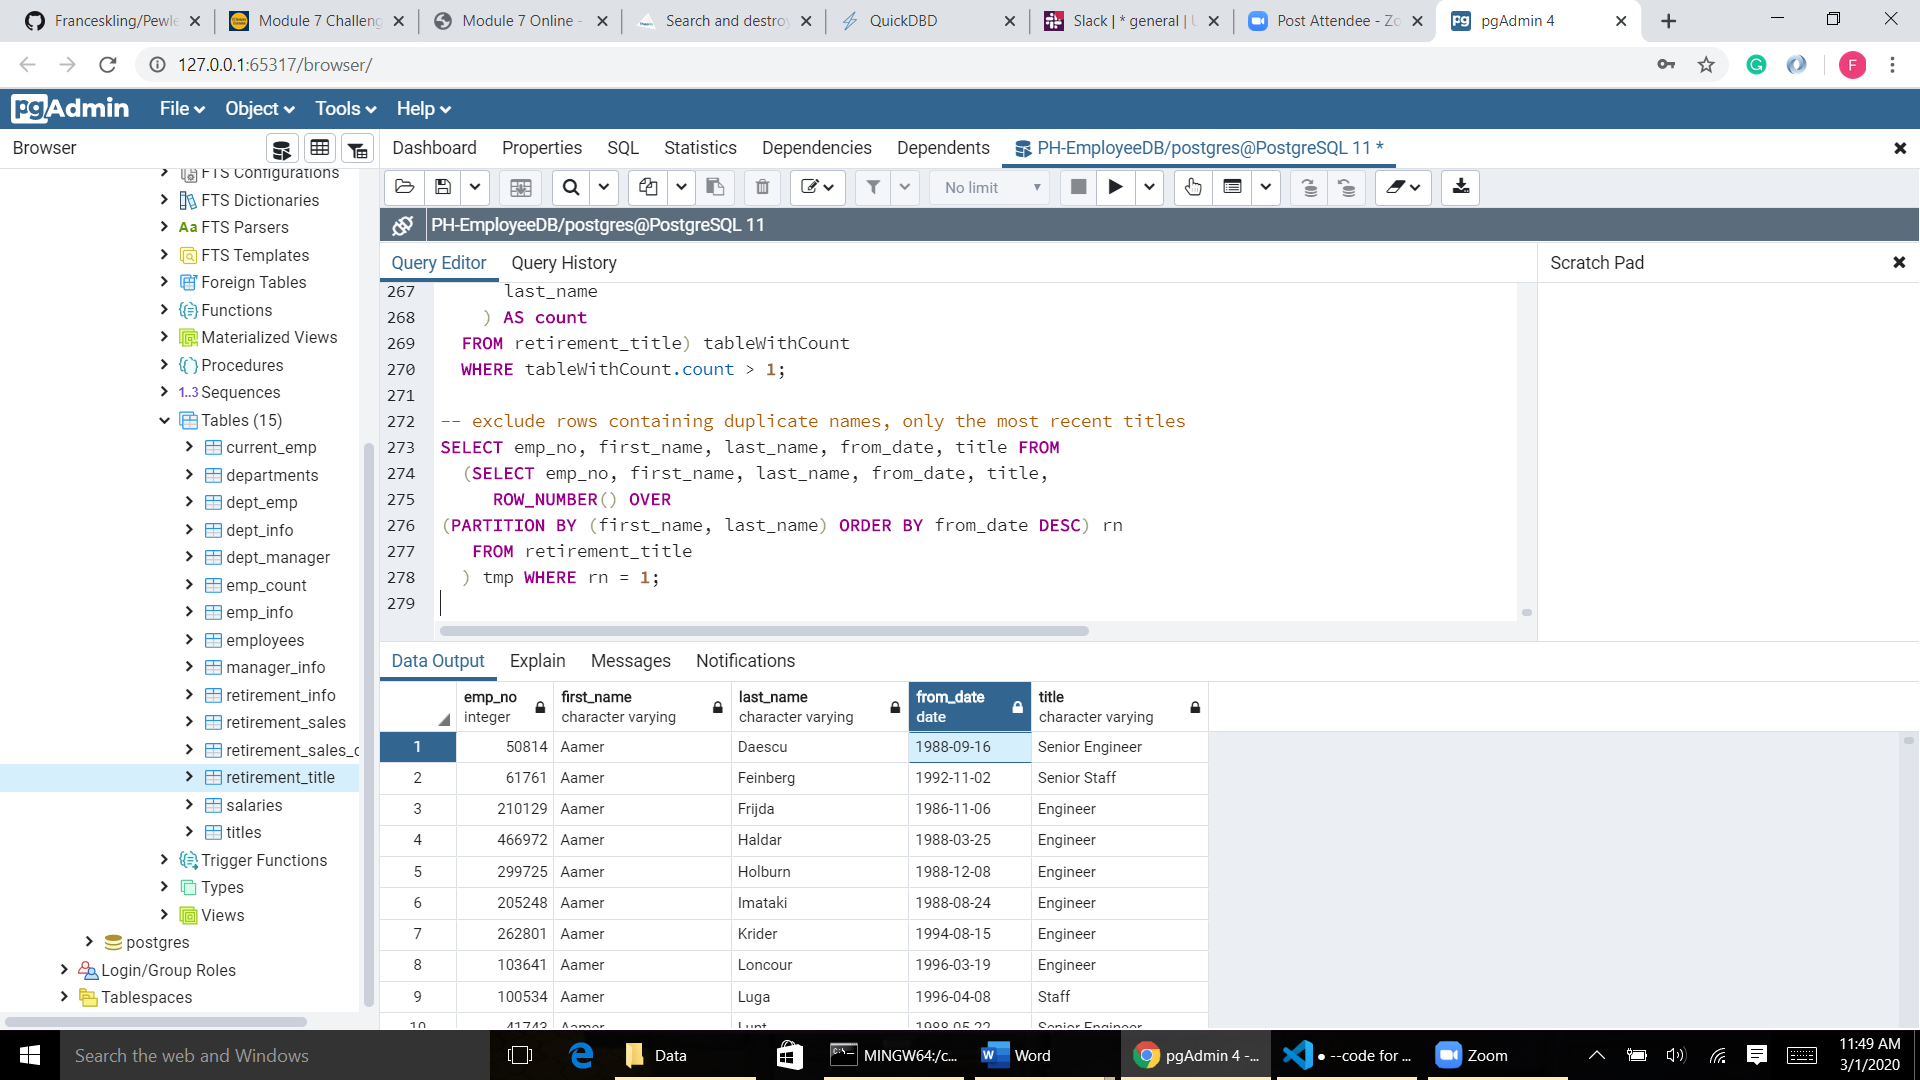 Franceskling/Pewle
Module 7 Challeng
Module 7 Online -
Search and destroy
QuickDBD
Slack | * general | U
Post Attendee - Zo
pgAdmin 4
127.0.0.1:65317/browser/
F
pgAdmin
File
Object
Tools
Help
Browser
Dashboard
Properties
SQL
Statistics
Dependencies
Dependents
PH-EmployeeDB/postgres@PostgreSQL 11 *
No limit
PH-EmployeeDB/postgres@PostgreSQL 11
Query Editor
Query History
Scratch Pad
FTS Configurations
FTS Dictionaries
Aa FTS Parsers
FTS Templates
Foreign Tables
Functions
Materialized Views
Procedures
1..3 Sequences
Tables (15)
current_emp
departments
dept_emp
dept_info
dept_manager
emp_count
emp_info
employees
manager_info
retirement_info
retirement_sales
retirement_sales_c
retirement_title
salaries
titles
Trigger Functions
Types
Views
postgres
Login/Group Roles
Tablespaces
267 last_name
268 ) AS count
269 FROM retirement_title) tableWithCount
270 WHERE tableWithCount.count > 1;
271
272 -- exclude rows containing duplicate names, only the most recent titles
273 SELECT emp_no, first_name, last_name, from_date, title FROM
274 (SELECT emp_no, first_name, last_name, from_date, title,
275 ROW_NUMBER() OVER
276 (PARTITION BY (first_name, last_name) ORDER BY from_date DESC) rn
277 FROM retirement_title
278 ) tmp WHERE rn = 1;
279
Data Output
Explain
Messages
Notifications
emp_no first_name last_name from_date title
integer character varying character varying date character varying
1 50814 Aamer Daescu 1988-09-16 Senior Engineer
2 61761 Aamer Feinberg 1992-11-02 Senior Staff
3 210129 Aamer Frijda 1986-11-06 Engineer
4 466972 Aamer Haldar 1988-03-25 Engineer
5 299725 Aamer Holburn 1988-12-08 Engineer
6 205248 Aamer Imataki 1988-08-24 Engineer
7 262801 Aamer Krider 1994-08-15 Engineer
8 103641 Aamer Loncour 1996-03-19 Engineer
9 100534 Aamer Luga 1996-04-08 Staff
10 41743 Aamer Lunt 1988-05-22 Senior Engineer
Search the web and Windows
Data
MINGW64:/c...
Word
pgAdmin 4 -...
--code for ...
Zoom
11:49 AM
3/1/2020